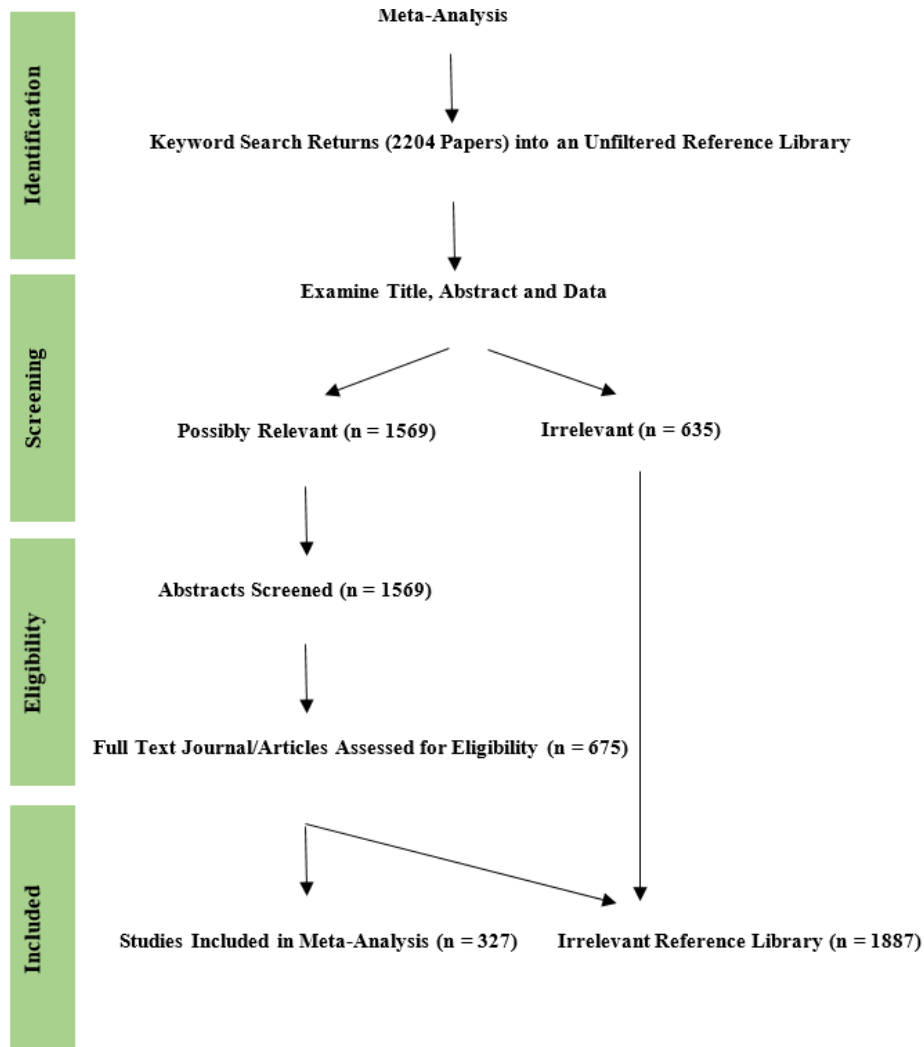 Meta-Analysis
Identification
Keyword Search Returns (2204 Papers) into an Unfiltered Reference Library
Examine Title, Abstract and Data
Screening
Possibly Relevant (n = 1569)
Irrelevant (n = 635)
Abstracts Screened (n = 1569)
Eligibility
Full Text Journal/Articles Assessed for Eligibility (n = 675)
Included
Studies Included in Meta-Analysis (n = 327)
Irrelevant Reference Library (n = 1887)